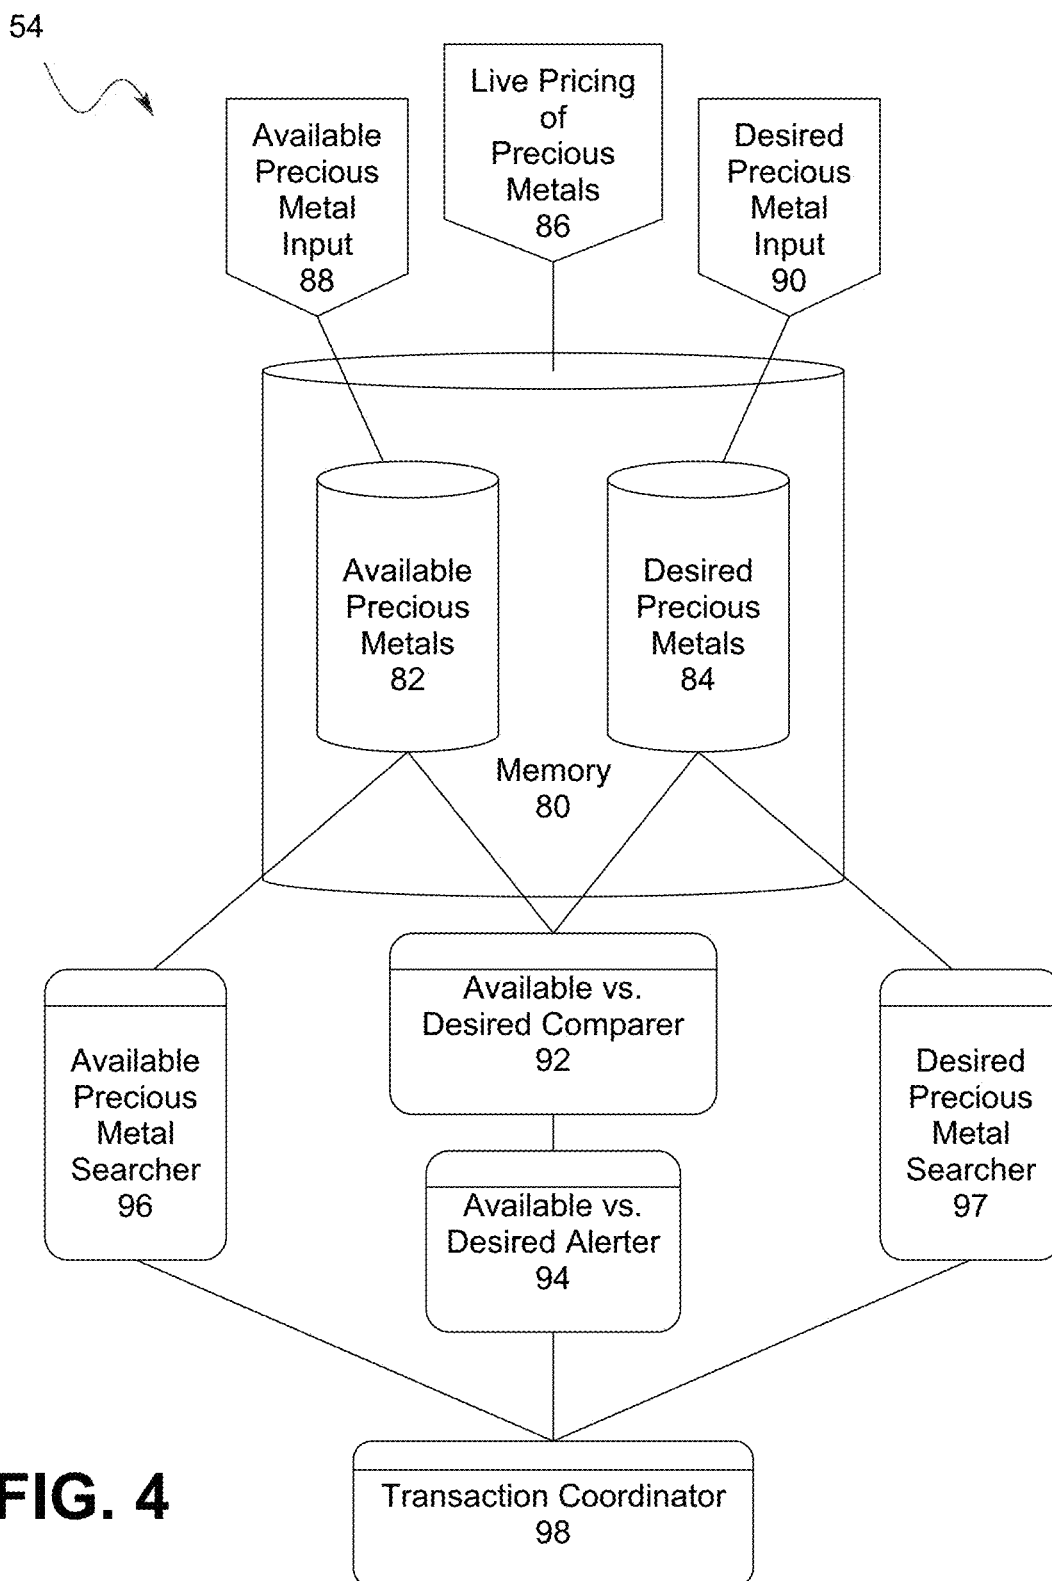 54
Live Pricing
of
Precious
Metals
86
Available
Precious
Metal
Input
88
Desired
Precious
Metal
Input
90
Available
Precious
Metals
82
Desired
Precious
Metals
84
Memory
80
Available
Precious
Metal
Searcher
96
Available vs.
Desired Comparer
92
Available vs.
Desired Alerter
94
Desired
Precious
Metal
Searcher
97
Transaction Coordinator
98
FIG. 4